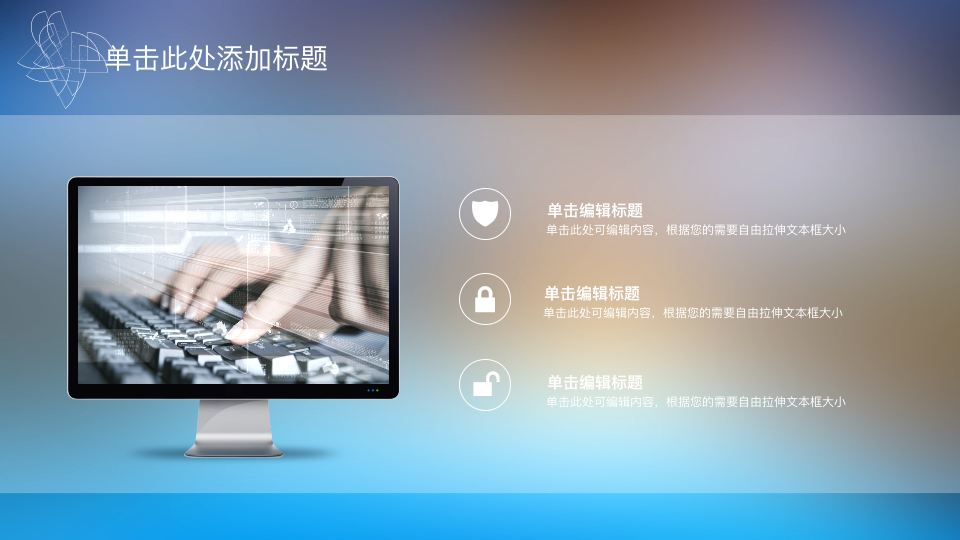 单击此处添加标题
单击编辑标题
单击此处可编辑内容，根据您的需要自由拉伸文本框大小
单击编辑标题
单击此处可编辑内容，根据您的需要自由拉伸文本框大小
单击编辑标题
单击此处可编辑内容，根据您的需要自由拉伸文本框大小